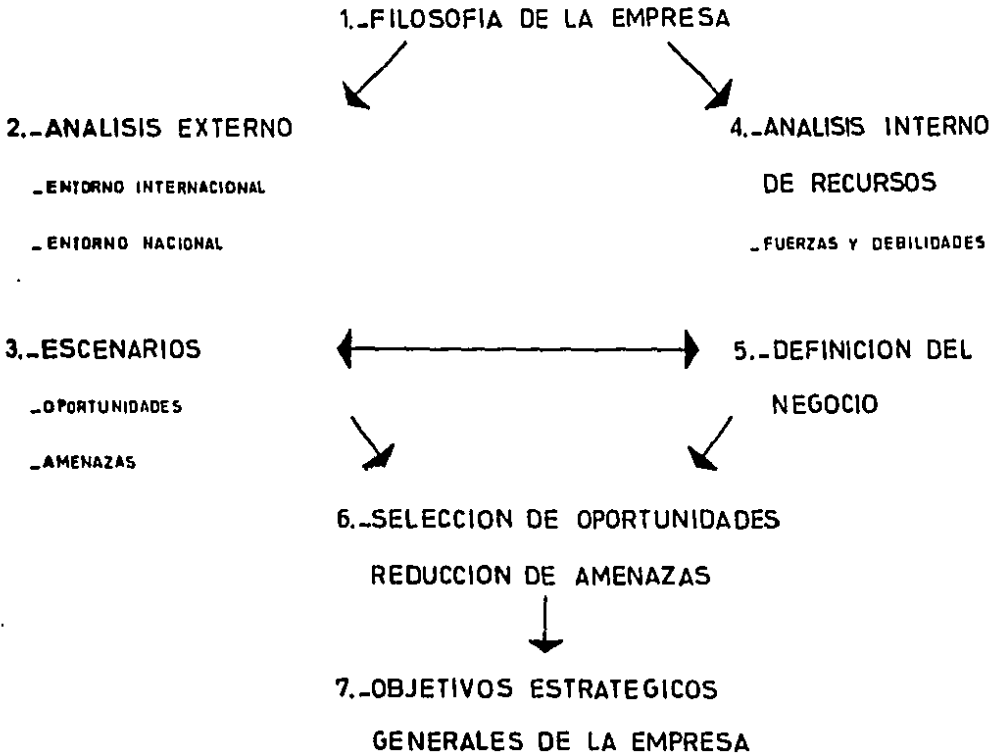 1._FILOSOFIA DE LA EMPRESA
2._ANALISIS EXTERNO
_ENTORNO INTERNACIONAL
_ENTORNO NACIONAL
4._ANALISIS INTERNO
DE RECURSOS
_FUERZAS Y DEBILIDADES
3._ESCENARIOS
_OPORTUNIDADES
_AMENAZAS
5._DEFINICION DEL
NEGOCIO
6._SELECCION DE OPORTUNIDADES
REDUCCION DE AMENAZAS
7._OBJETIVOS ESTRATEGICOS
GENERALES DE LA EMPRESA